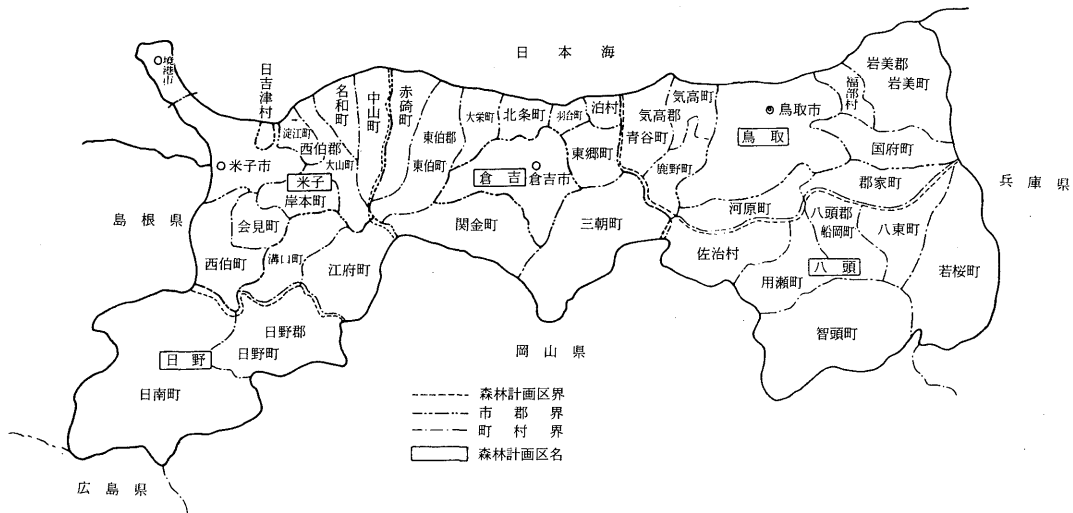 日本海
境港市
日吉津村
名和町
中山町
赤碕町
淀江町
西伯郡
大山町
東伯郡
東伯町
大栄町
北条町
羽合町
泊村
気高郡
気高町
青谷町
鳥取市
鳥取
福部村
岩美郡
岩美町
国府町
米子市
米子
岸本町
倉吉
倉吉市
東郷町
鹿野町
郡家町
兵庫県
島根県
会見町
関金町
三朝町
河原町
八頭郡
船岡町
八東町
西伯町
溝口町
江府町
佐治村
用瀬町
八頭
若桜町
日野郡
日野町
日野
智頭町
岡山県
日南町
広島県
森林計画区界
市郡界
町村界
森林計画区名